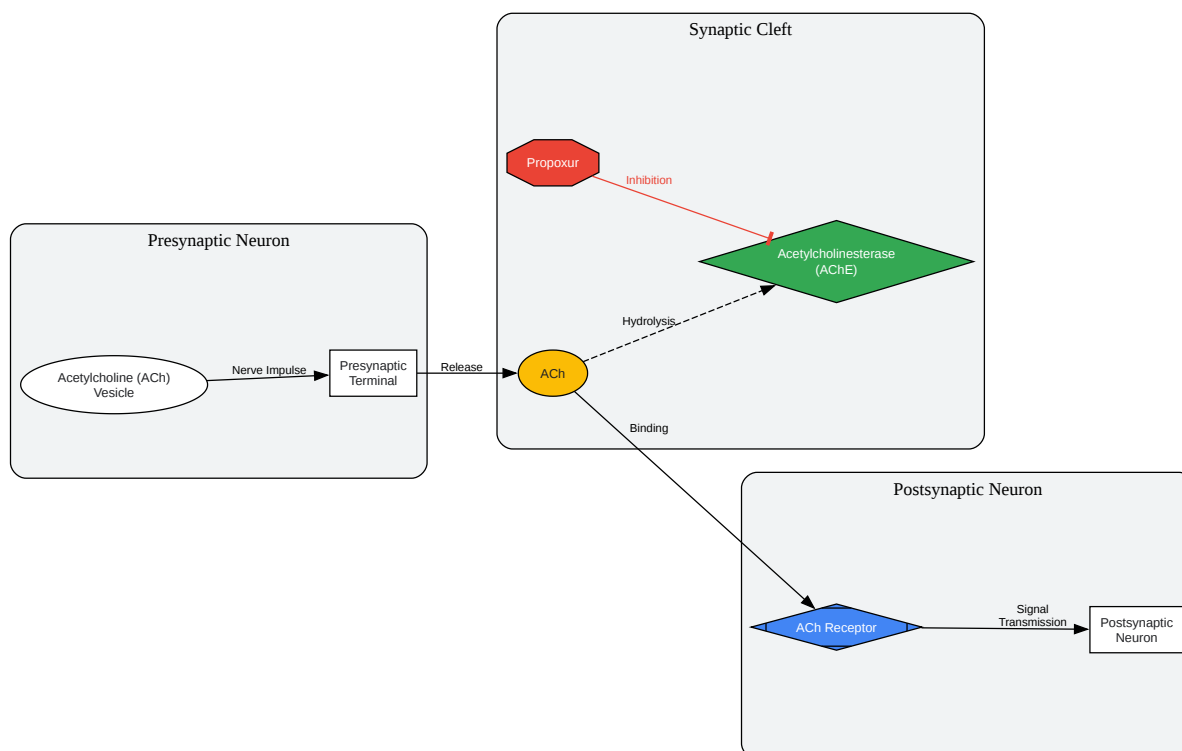 Synaptic Cleft
Propoxur
Inhibition
Acetylcholinesterase
(AChE)
Presynaptic Neuron
Hydrolysis
Acetylcholine (ACh)
Vesicle
Nerve Impulse
Presynaptic
Terminal
Release
ACh
Binding
Postsynaptic Neuron
ACh Receptor
Signal
Transmission
Postsynaptic
Neuron